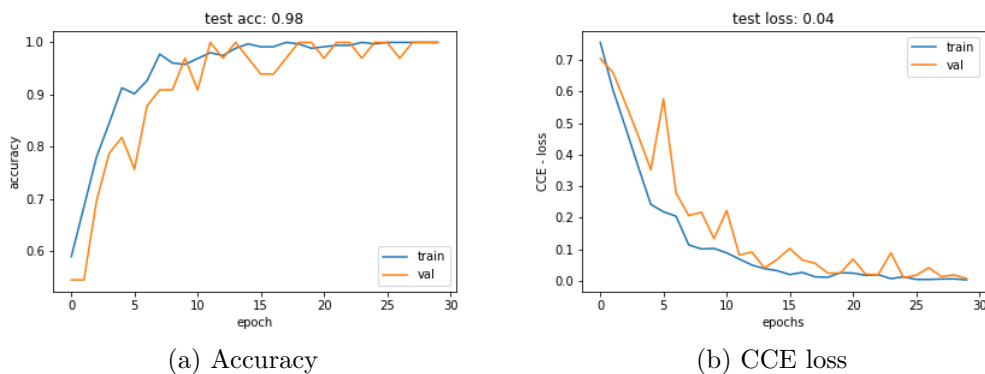 test acc: 0.98
1.0
0.9
0.8
0.7
0.6
accuracy
0
5
10
15
20
25
30
epoch
train
val
(a) Accuracy
test loss: 0.04
0.7
0.6
0.5
0.4
0.3
0.2
0.1
0.0
CCE - loss
0
5
10
15
20
25
30
epochs
train
val
(b) CCE loss